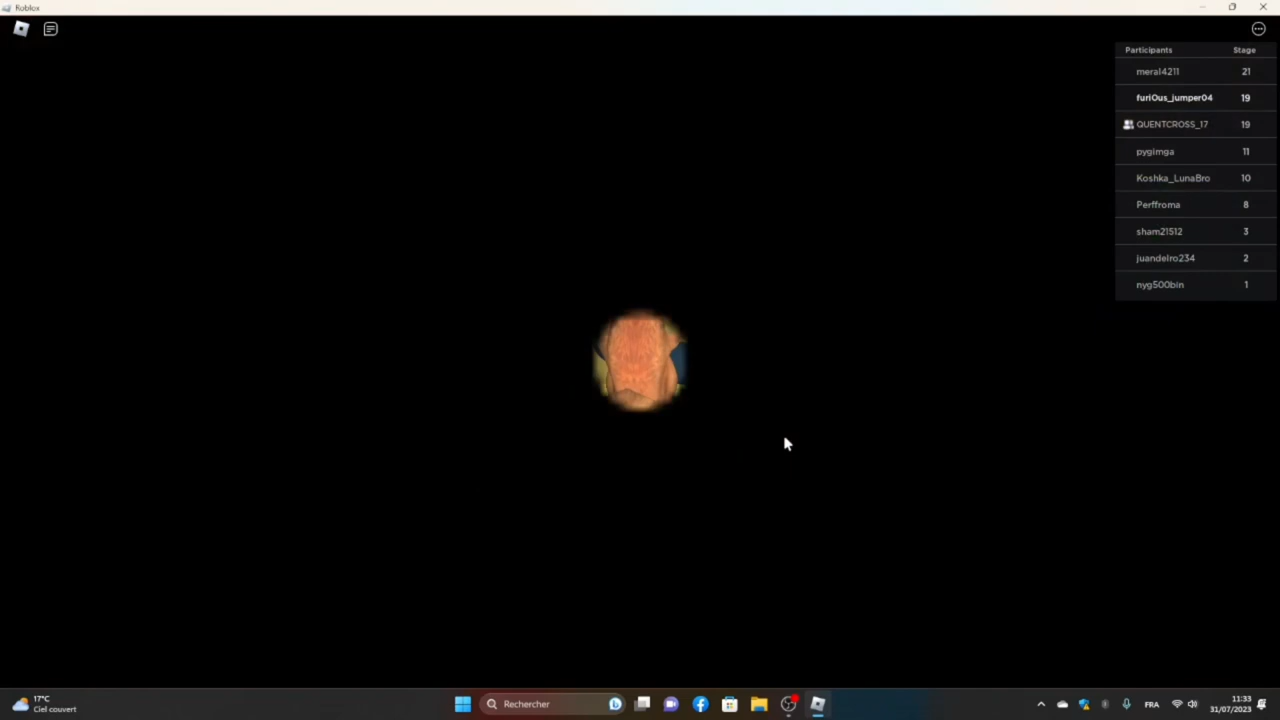 Roblox
Participants Stage
meral4211 21
furiOus_jumper04 19
QUENTCROSS_17 19
pygimga 11
Koshka_LunaBro 10
Perffroma 8
sham21512 3
juandelro234 2
nyg500bin 1
17°C
Ciel couvert
Rechercher
FRA
11:33
31/07/2023